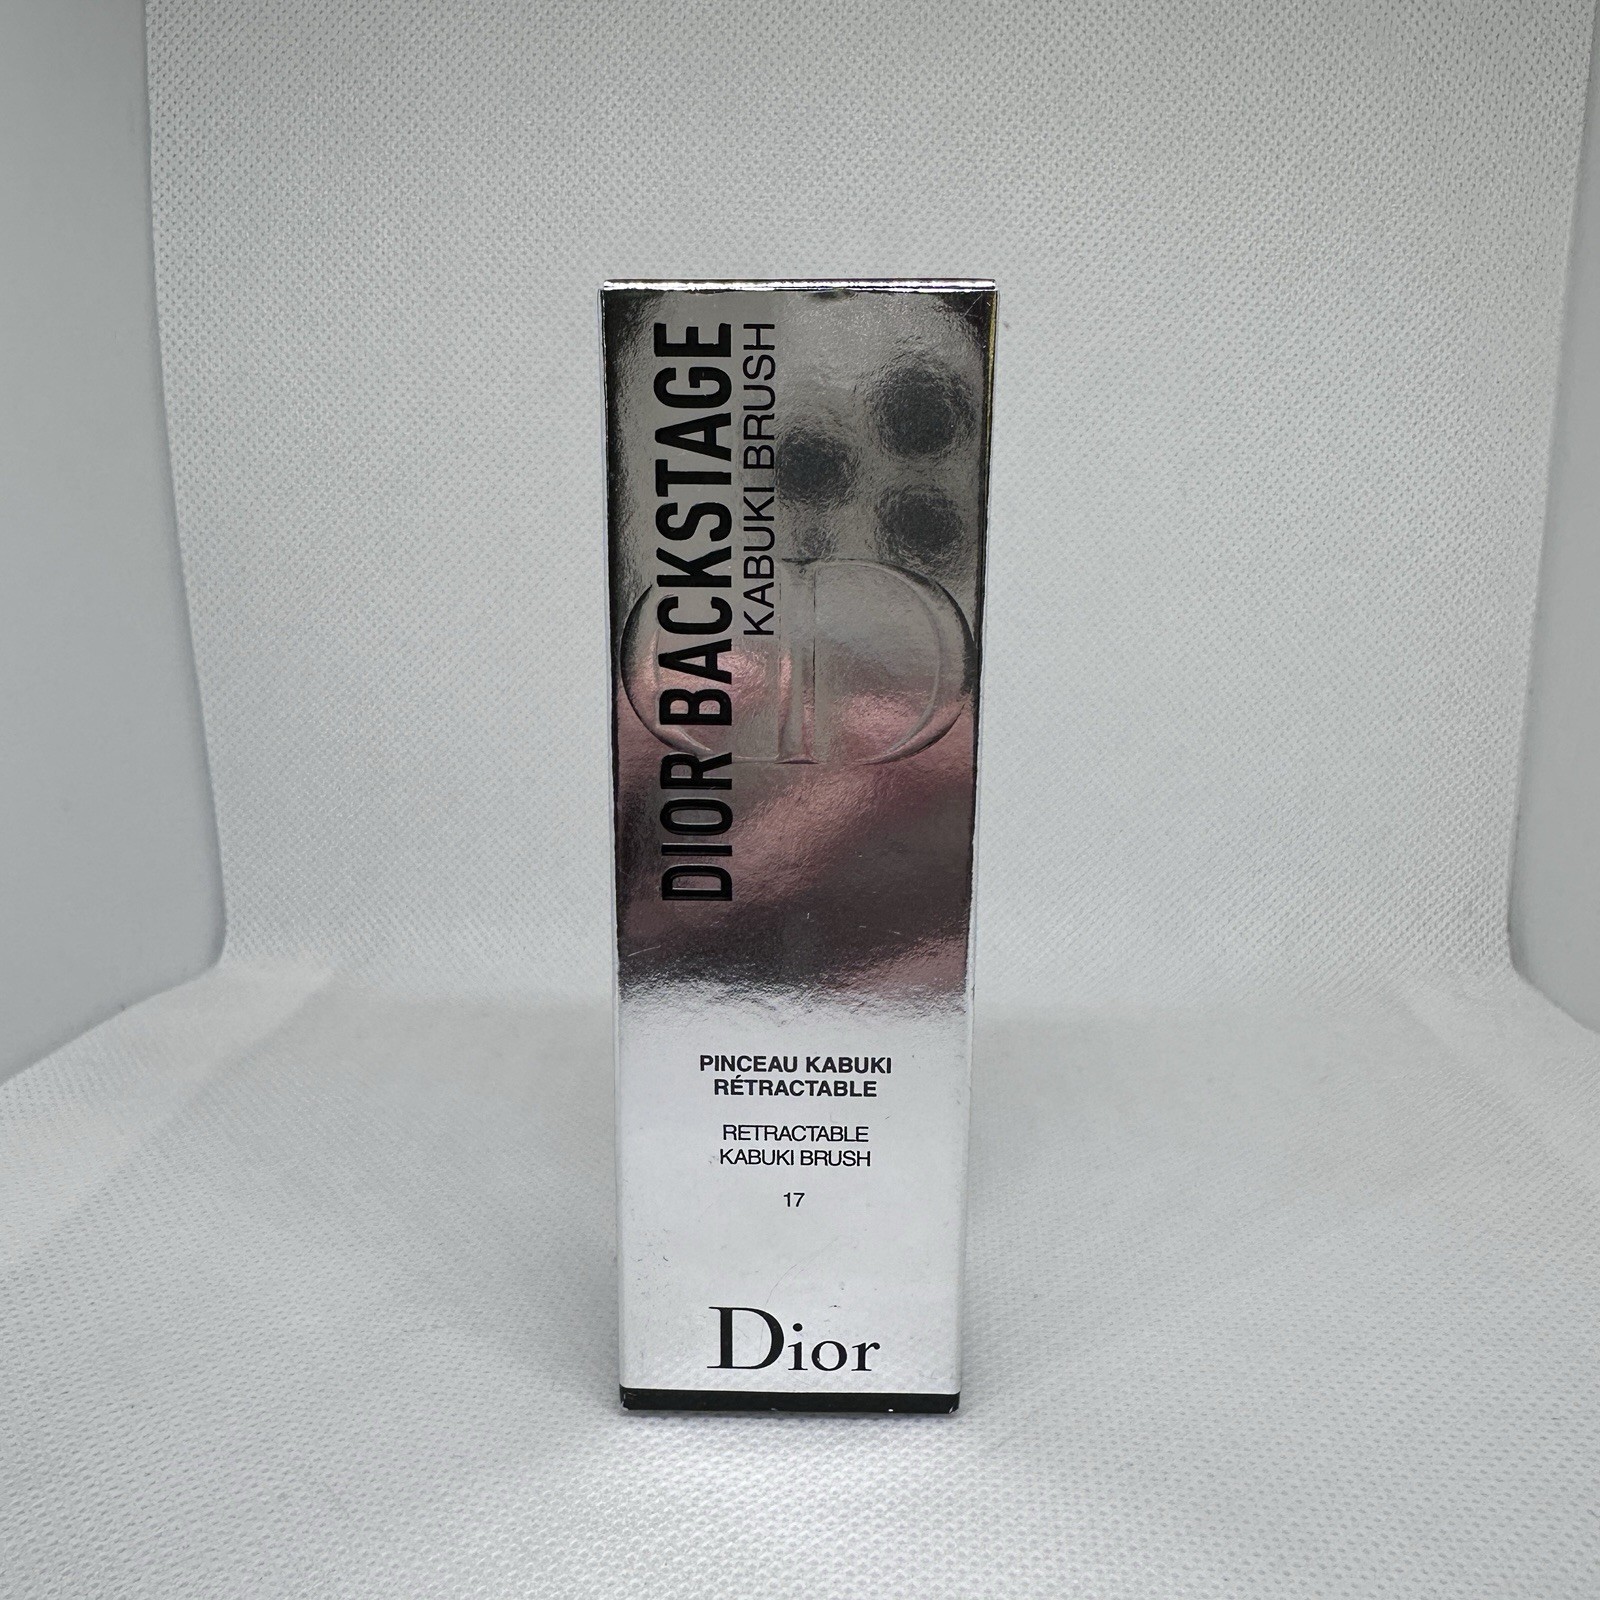 DIOR BACKSTAGE
KABUKI BRUSH
PINCEAU KABUKI
RÉTRACTABLE
RETRACTABLE
KABUKI BRUSH
17
Dior